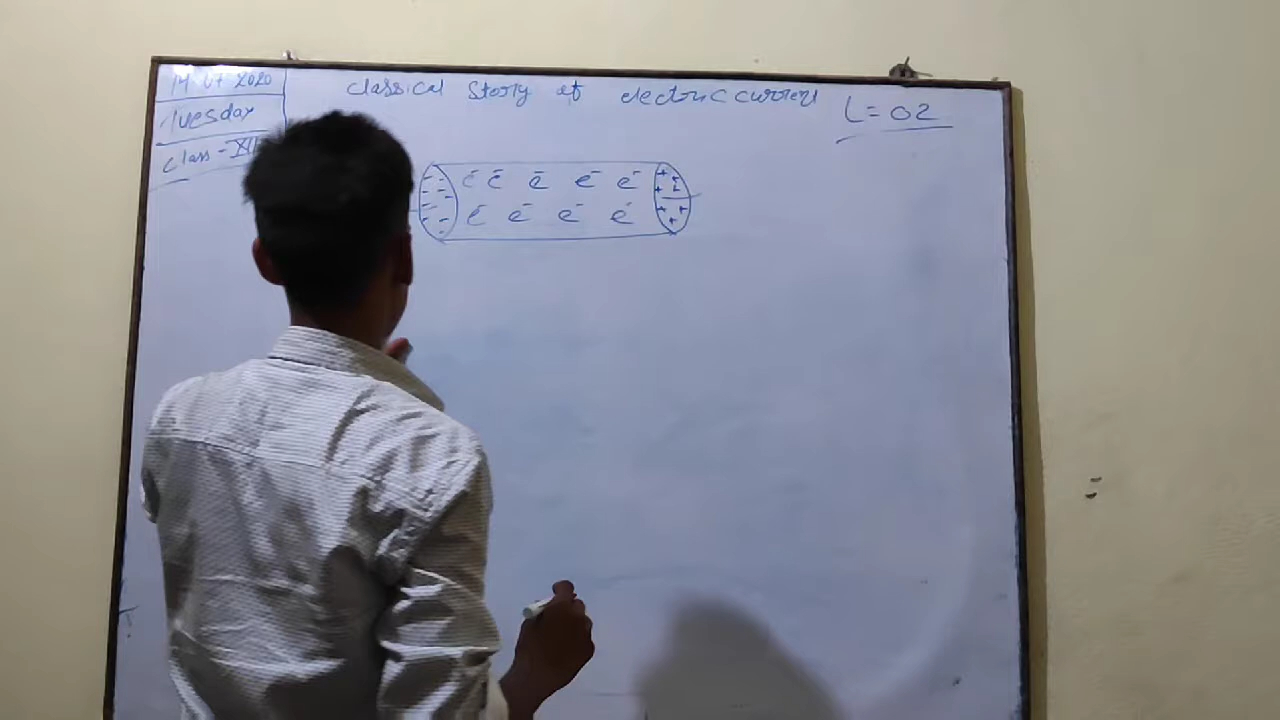 14-07 2020
Tuesday
Class - XII
classical Story of electric current
L = 02
- - - - - - - - e⁻ e⁻ e⁻ e⁻ e⁻ + + +
e⁻ e⁻ e⁻ e⁻ + + + +